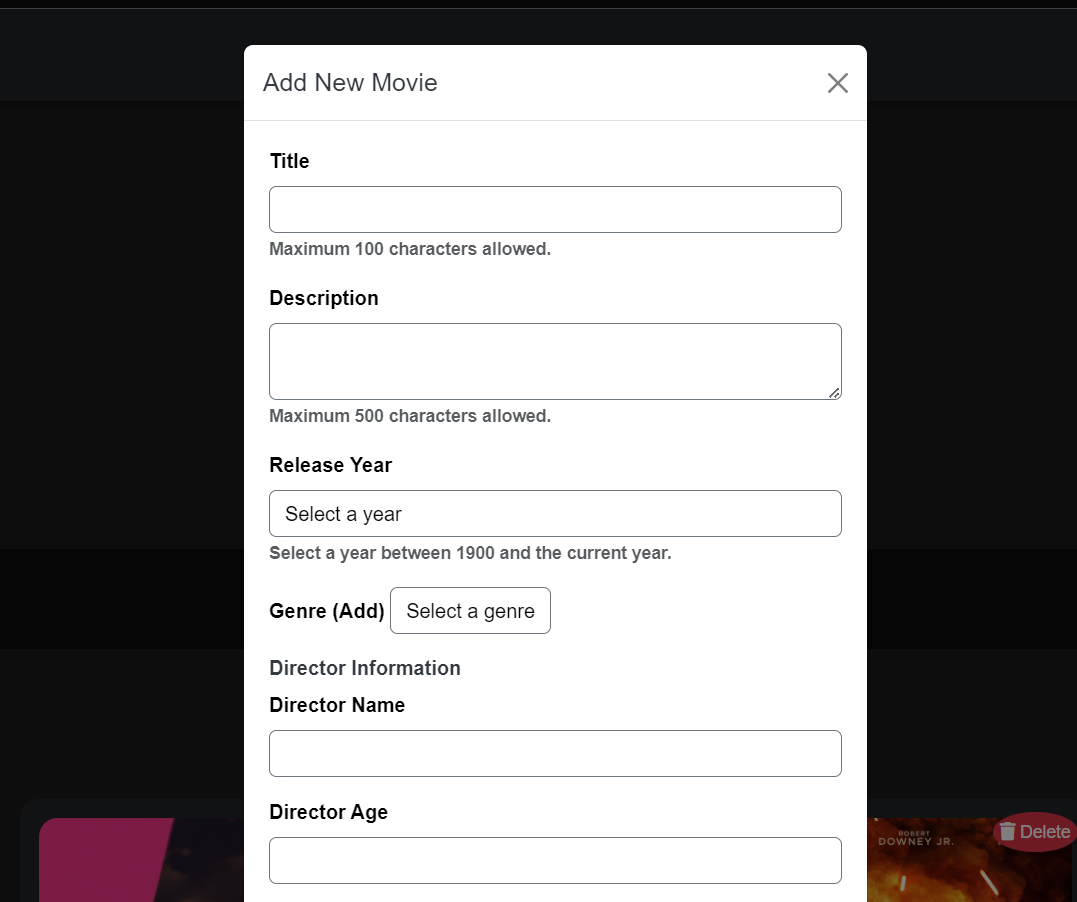 Add New Movie
Title
Maximum 100 characters allowed.
Description
Maximum 500 characters allowed.
Release Year
Select a year
Select a year between 1900 and the current year.
Genre (Add) Select a genre
Director Information
Director Name
Director Age
ROBERT
DOWNEY JR.
Delete